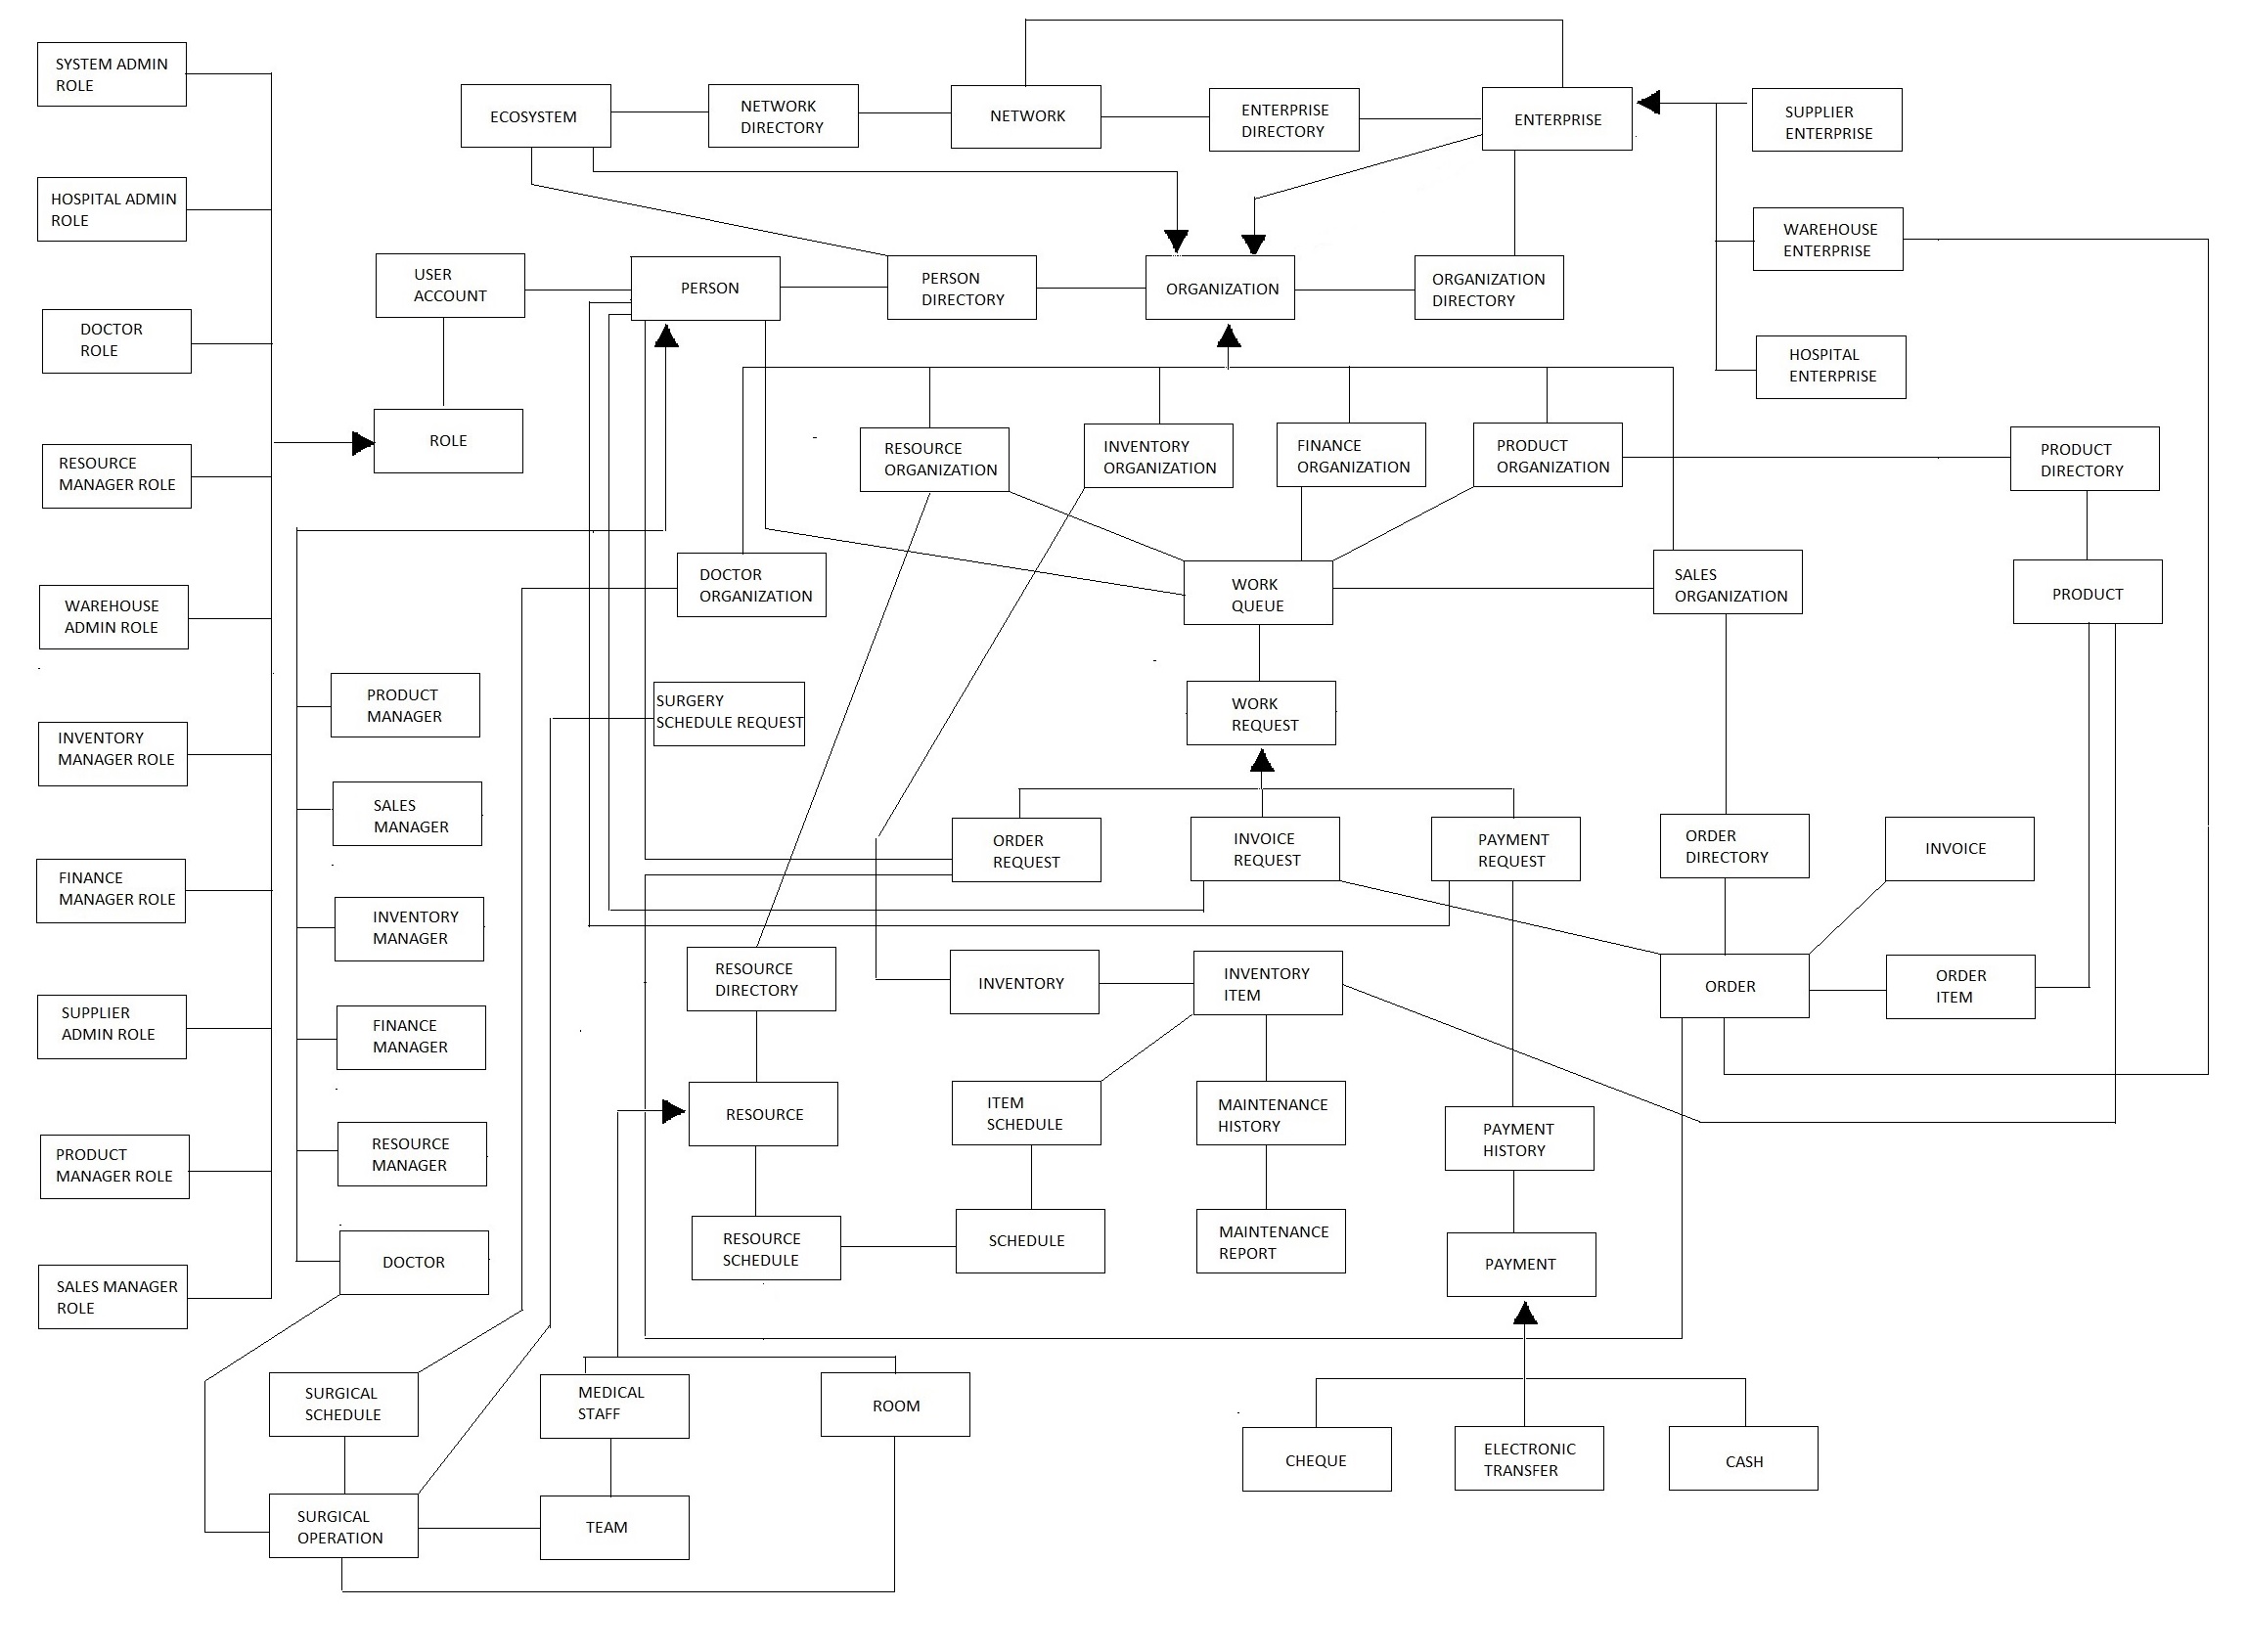 SYSTEM ADMIN
ROLE
HOSPITAL ADMIN
ROLE
DOCTOR
ROLE
RESOURCE
MANAGER ROLE
WAREHOUSE
ADMIN ROLE
INVENTORY
MANAGER ROLE
FINANCE
MANAGER ROLE
SUPPLIER
ADMIN ROLE
PRODUCT
MANAGER ROLE
SALES MANAGER
ROLE
ECOSYSTEM
NETWORK
DIRECTORY
NETWORK
ENTERPRISE
DIRECTORY
ENTERPRISE
SUPPLIER
ENTERPRISE
WAREHOUSE
ENTERPRISE
HOSPITAL
ENTERPRISE
USER
ACCOUNT
PERSON
PERSON
DIRECTORY
ORGANIZATION
ORGANIZATION
DIRECTORY
ROLE
RESOURCE
ORGANIZATION
INVENTORY
ORGANIZATION
FINANCE
ORGANIZATION
PRODUCT
ORGANIZATION
PRODUCT
DIRECTORY
DOCTOR
ORGANIZATION
WORK
QUEUE
SALES
ORGANIZATION
PRODUCT
PRODUCT
MANAGER
SURGERY
SCHEDULE REQUEST
WORK
REQUEST
SALES
MANAGER
ORDER
REQUEST
INVOICE
REQUEST
PAYMENT
REQUEST
ORDER
DIRECTORY
INVOICE
INVENTORY
MANAGER
RESOURCE
DIRECTORY
INVENTORY
INVENTORY
ITEM
ORDER
ORDER
ITEM
FINANCE
MANAGER
RESOURCE
ITEM
SCHEDULE
MAINTENANCE
HISTORY
PAYMENT
HISTORY
RESOURCE
MANAGER
RESOURCE
SCHEDULE
SCHEDULE
MAINTENANCE
REPORT
PAYMENT
DOCTOR
SURGICAL
SCHEDULE
MEDICAL
STAFF
ROOM
CHEQUE
ELECTRONIC
TRANSFER
CASH
SURGICAL
OPERATION
TEAM